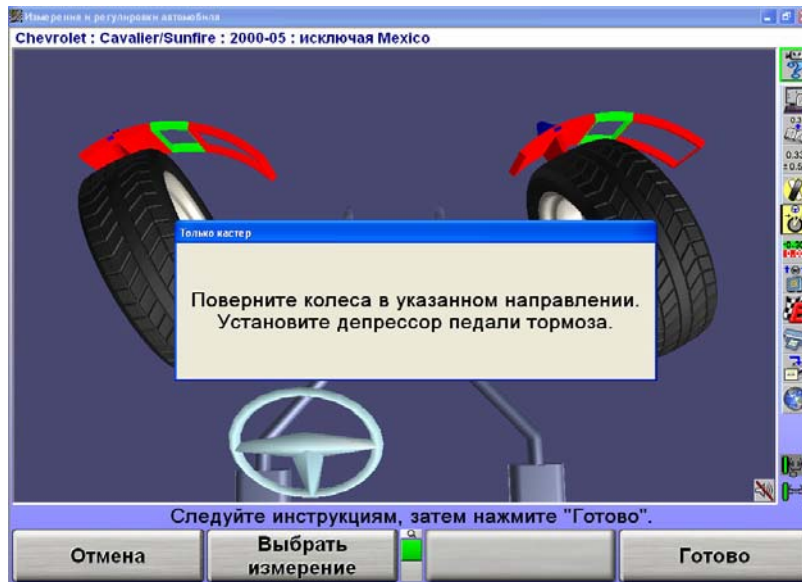 Измерение и регулировки автомобиля
Chevrolet : Cavalier/Sunfire : 2000-05 : исключая Mexico
Только кастер
Поверните колеса в указанном направлении.
Установите депрессор педали тормоза.
Следуйте инструкциям, затем нажмите "Готово".
Отмена
Выбрать
измерение
Готово